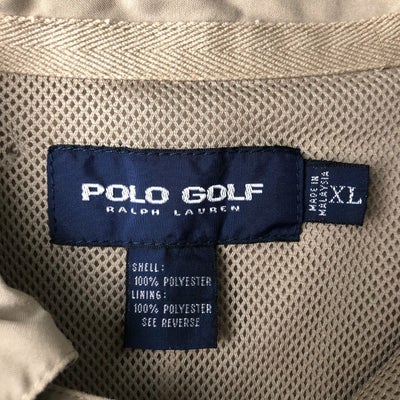 POLO GOLF
RALPH LAUREN
MADE IN
MALAYSIA
XL
SHELL:
100% POLYESTER
LINING:
100% POLYESTER
SEE REVERSE